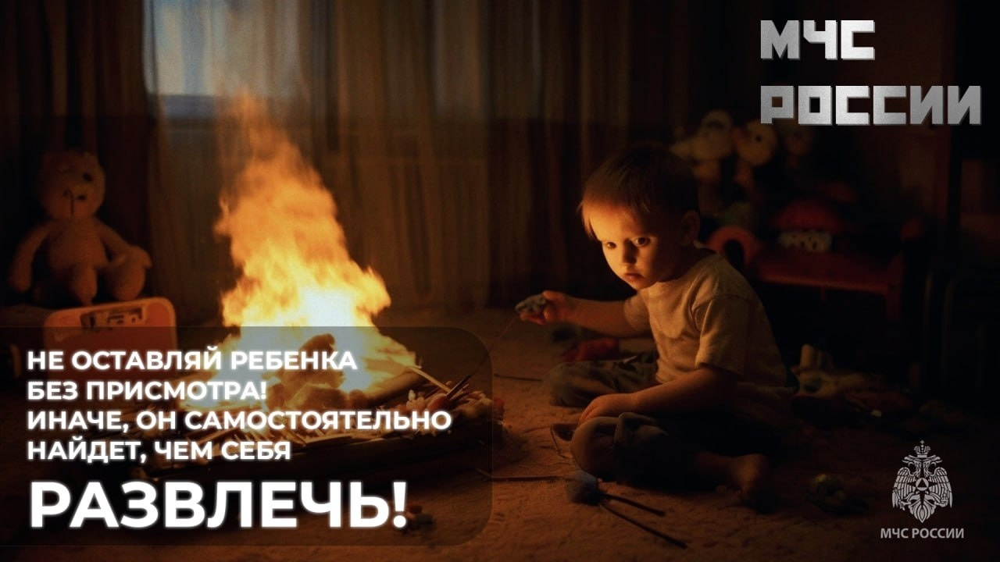 МЧС
РОССИИ
НЕ ОСТАВЛЯЙ РЕБЕНКА
БЕЗ ПРИСМОТРА!
ИНАЧЕ, ОН САМОСТОЯТЕЛЬНО
НАЙДЕТ, ЧЕМ СЕБЯ
РАЗВЛЕЧЬ!
МЧС РОССИИ